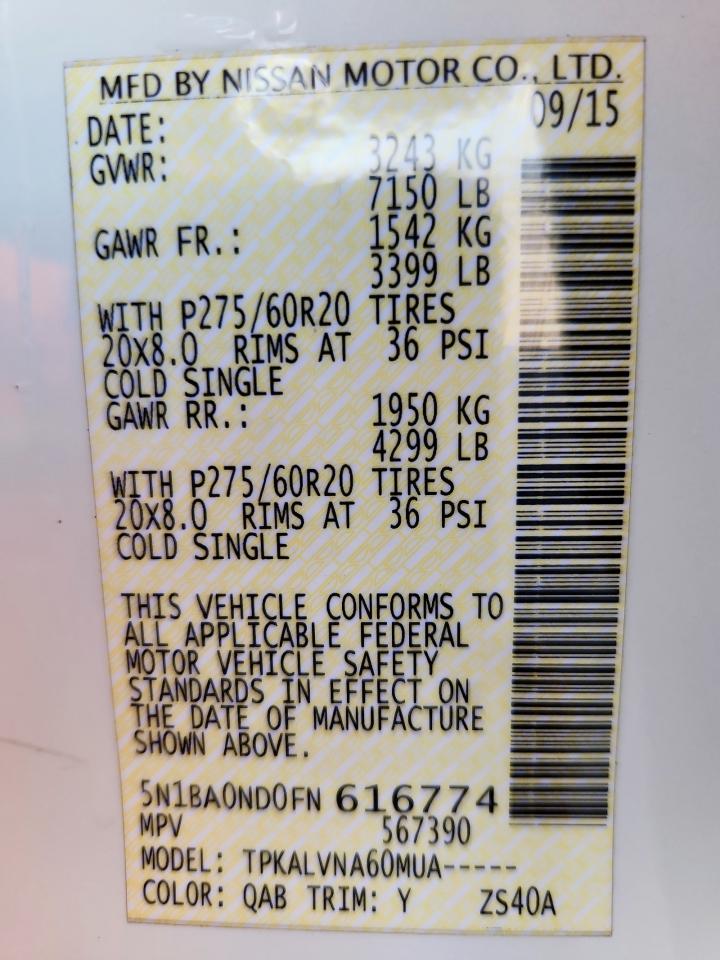 MFD BY NISSAN MOTOR CO., LTD.
DATE: 09/15
GVWR: 3243 KG
7150 LB
GAWR FR.: 1542 KG
3399 LB
WITH P275/60R20 TIRES
20X8.0 RIMS AT 36 PSI
COLD SINGLE
GAWR RR.: 1950 KG
4299 LB
WITH P275/60R20 TIRES
20X8.0 RIMS AT 36 PSI
COLD SINGLE
THIS VEHICLE CONFORMS TO
ALL APPLICABLE FEDERAL
MOTOR VEHICLE SAFETY
STANDARDS IN EFFECT ON
THE DATE OF MANUFACTURE
SHOWN ABOVE.
5N1BA0ND0FN 616774
MPV 567390
MODEL: TPKALVNA60MUA-----
COLOR: QAB TRIM: Y ZS40A